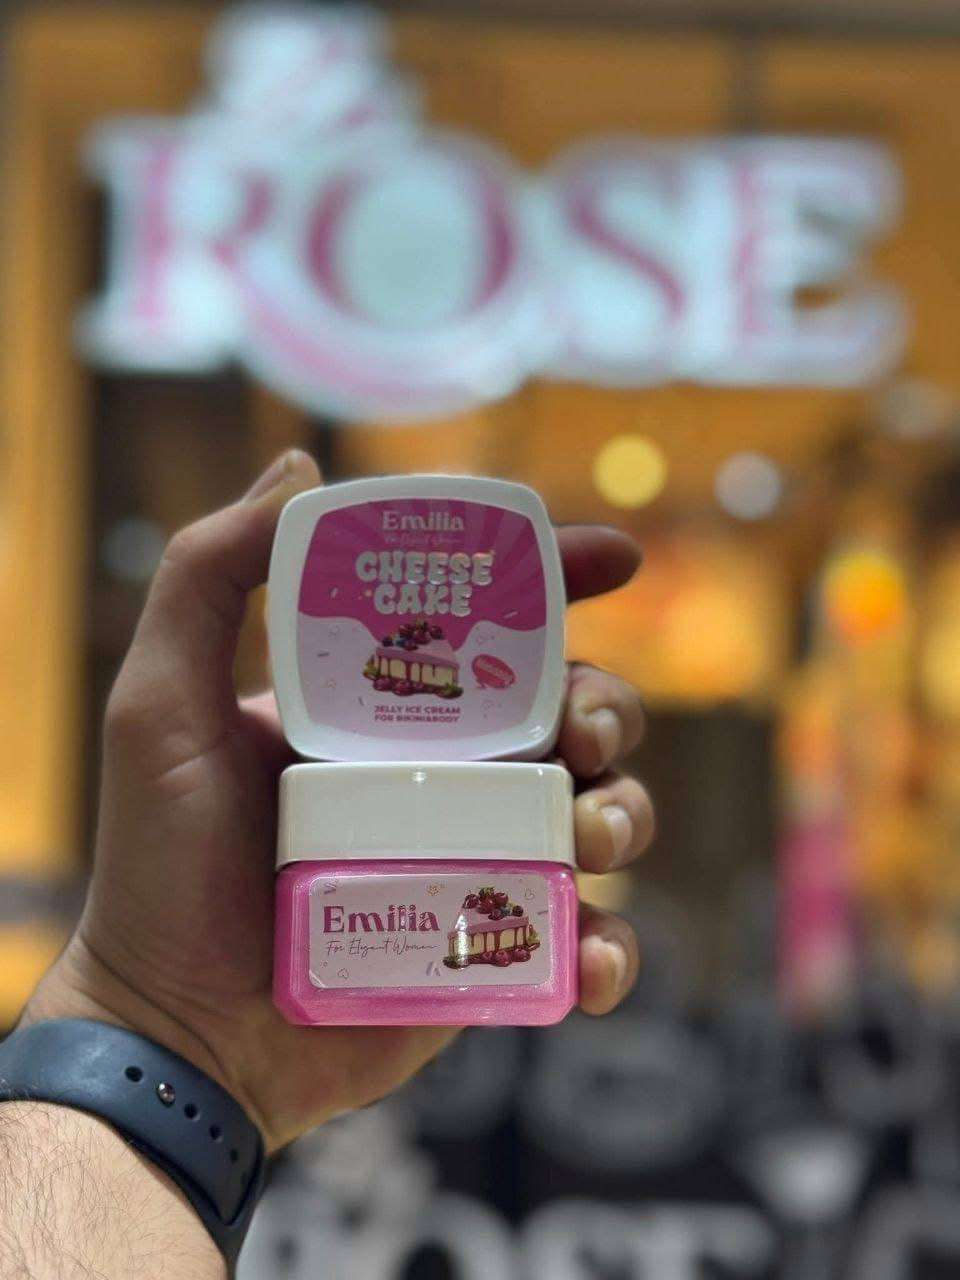 ROSE
Emilia
CHEESE
CAKE
JELLY ICE CREAM
FOR BIKINI&BODY
Emilia
For Elegant Women